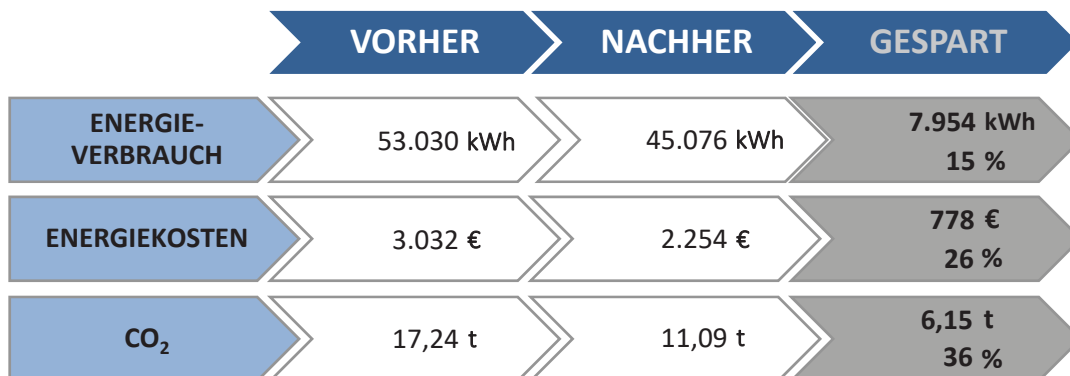 VORHER NACHHER GESPART
ENERGIE-
VERBRAUCH
53.030 kWh
45.076 kWh
7.954 kWh
15 %
ENERGIEKOSTEN
3.032 €
2.254 €
778 €
26 %
CO₂
17,24 t
11,09 t
6,15 t
36 %